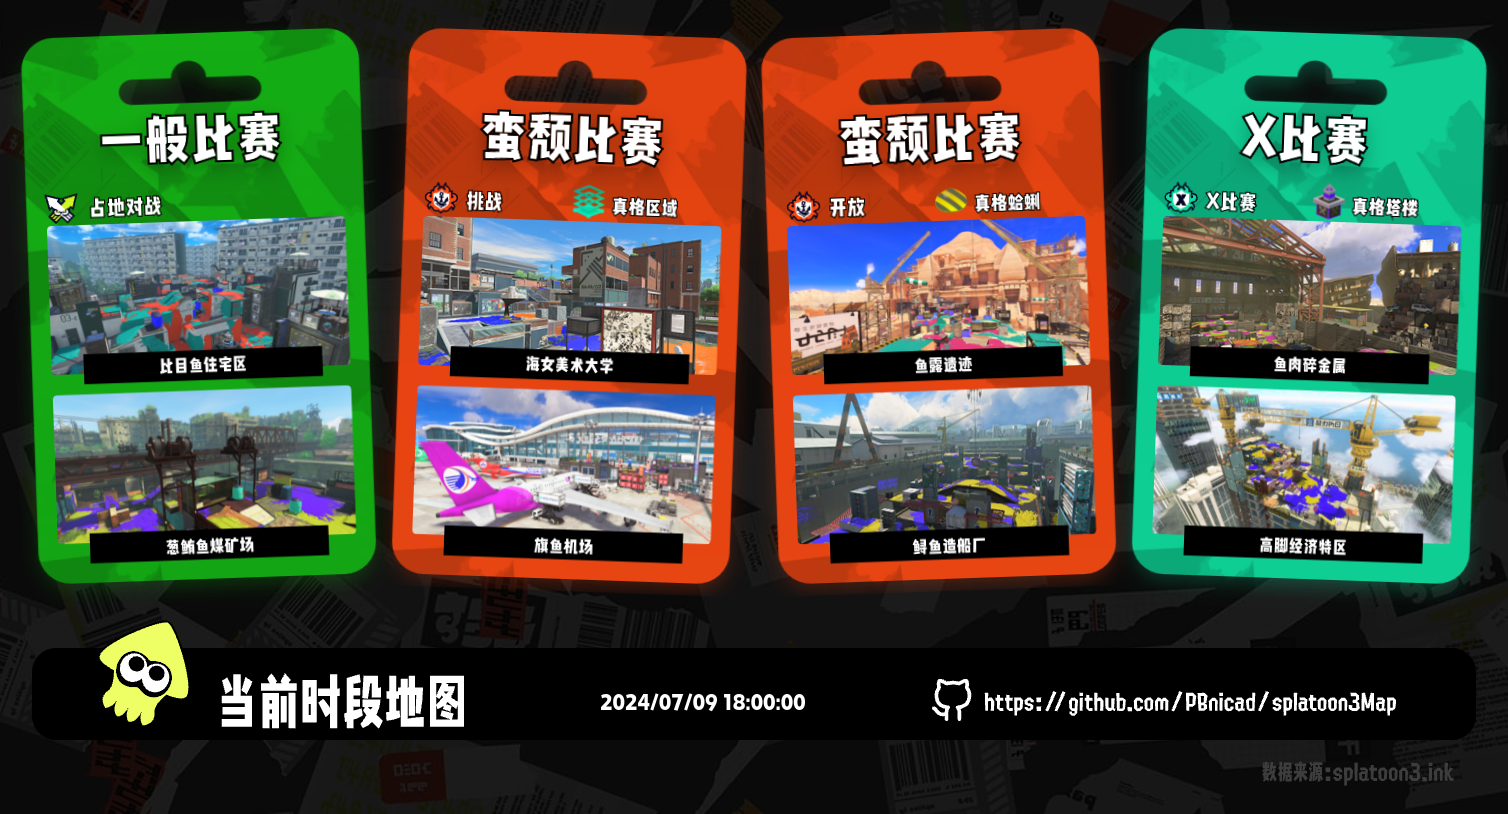 一般比赛
占地对战
比目鱼住宅区
葱鲔鱼煤矿场
蛮颓比赛
挑战
真格区域
海女美术大学
旗鱼机场
蛮颓比赛
开放
真格蛤蜊
鱼露遗迹
鲟鱼造船厂
X比赛
X比赛
真格塔楼
鱼肉碎金属
高脚经济特区
当前时段地图
2024/07/09 18:00:00
https://github.com/PBnicad/splatoon3Map
数据来源:splatoon3.ink